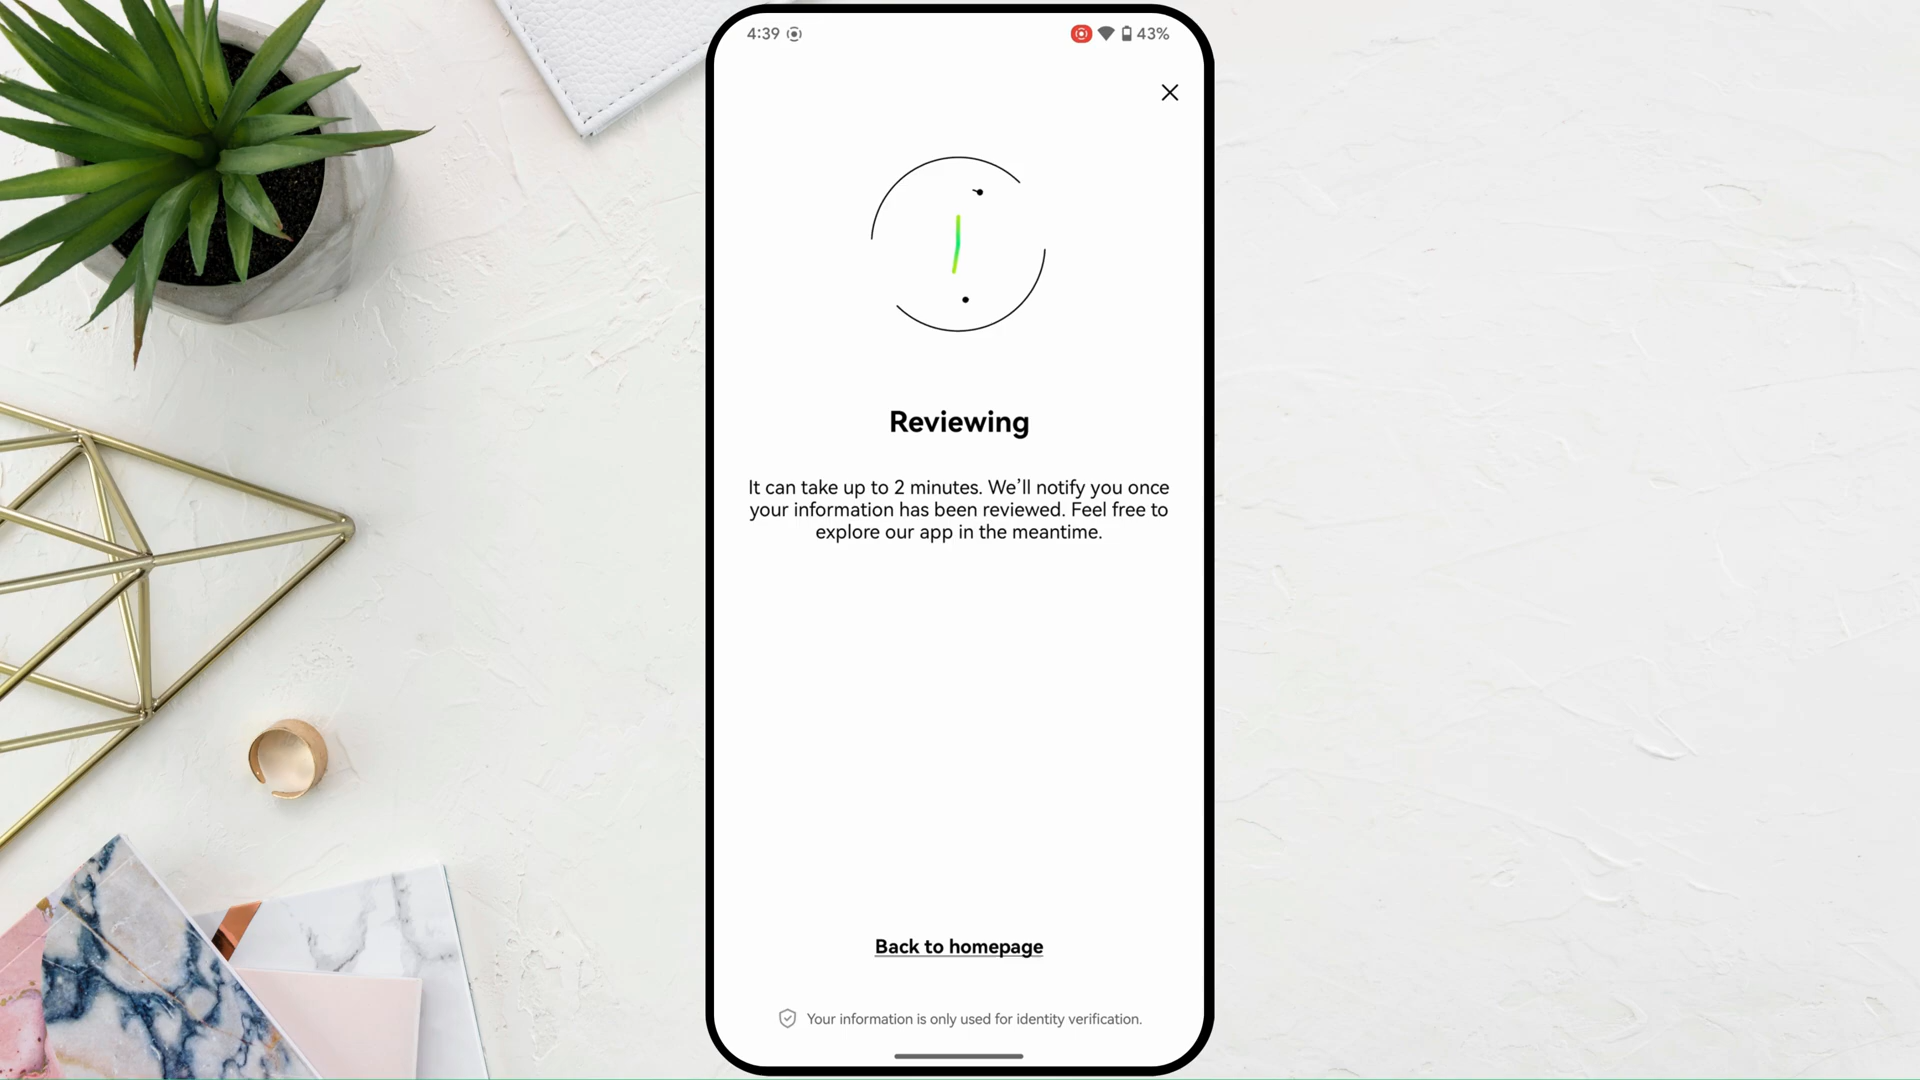 4:39
43%
Reviewing
It can take up to 2 minutes. We’ll notify you once
your information has been reviewed. Feel free to
explore our app in the meantime.
Back to homepage
Your information is only used for identity verification.